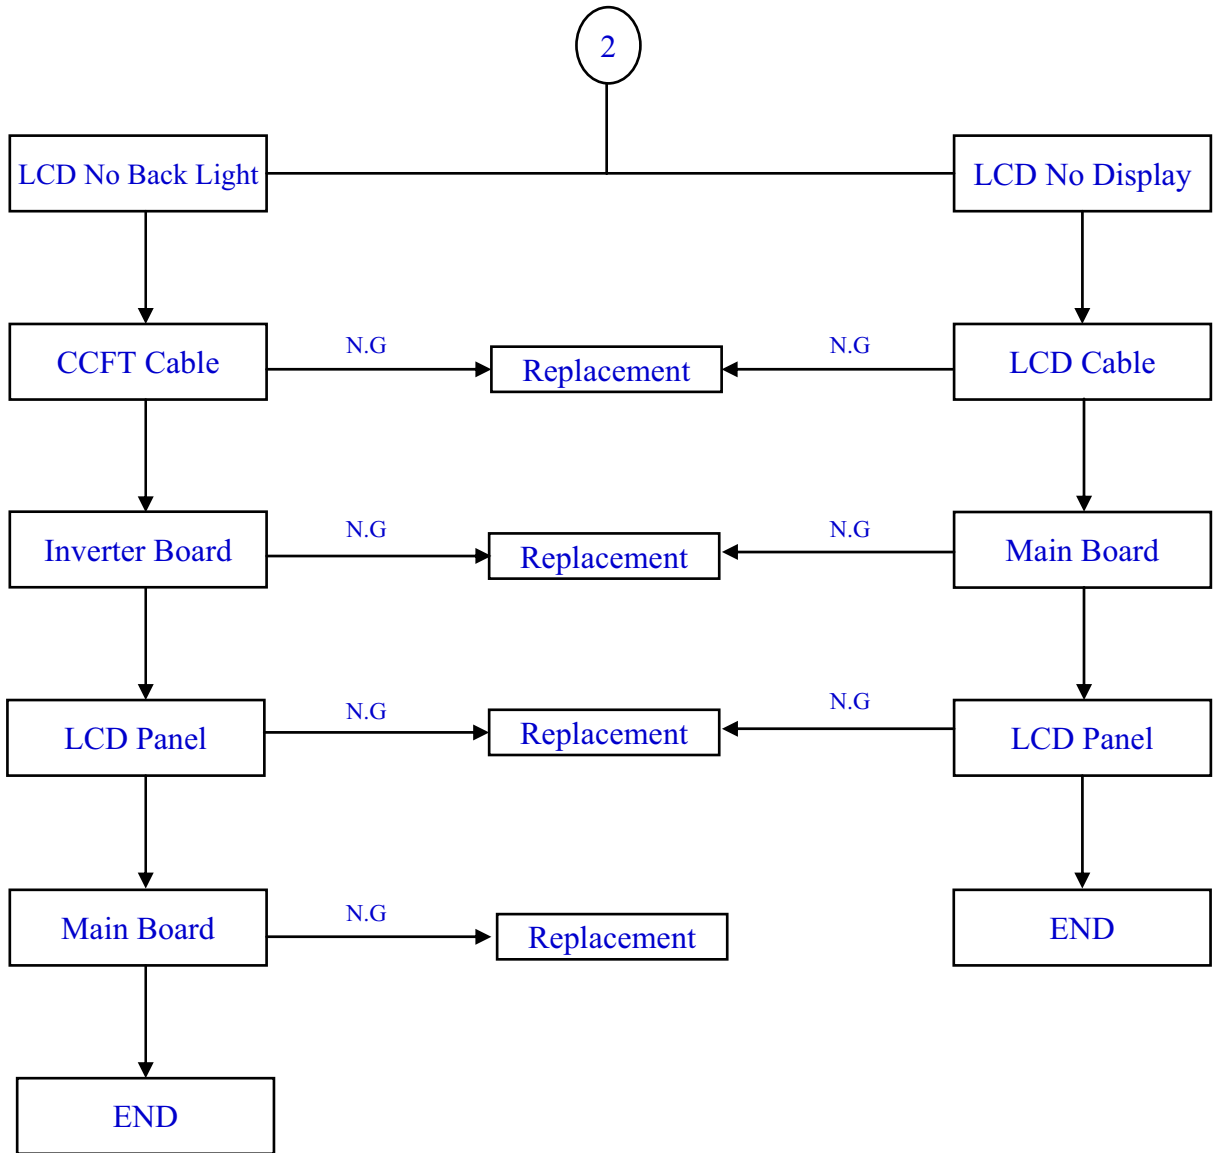 2
LCD No Back Light
LCD No Display
CCFT Cable
N.G
Replacement
N.G
LCD Cable
Inverter Board
N.G
Replacement
N.G
Main Board
LCD Panel
N.G
Replacement
N.G
LCD Panel
Main Board
N.G
Replacement
END
END